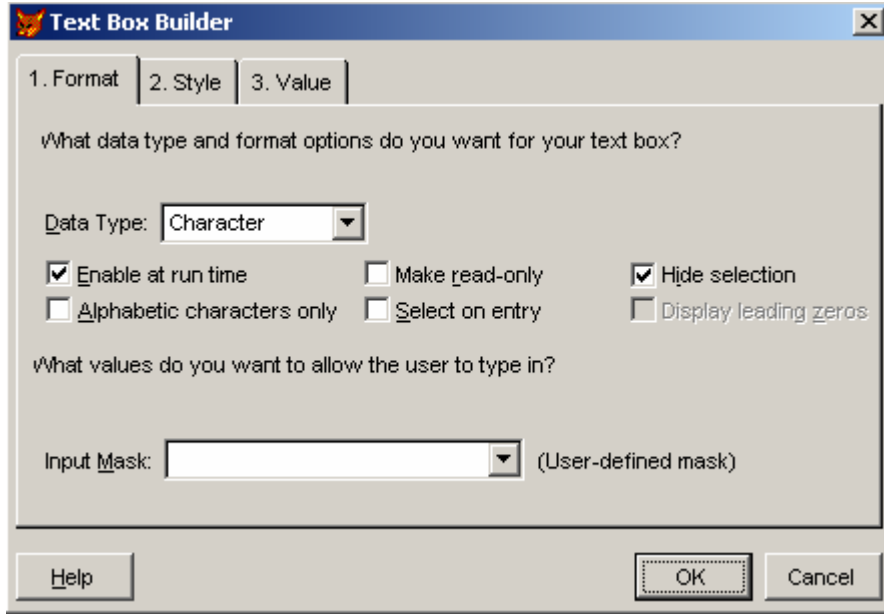 Text Box Builder
1. Format 2. Style 3. Value
What data type and format options do you want for your text box?
Data Type: Character
Enable at run time Make read-only Hide selection
Alphabetic characters only Select on entry Display leading zeros
What values do you want to allow the user to type in?
Input Mask: (User-defined mask)
Help OK Cancel